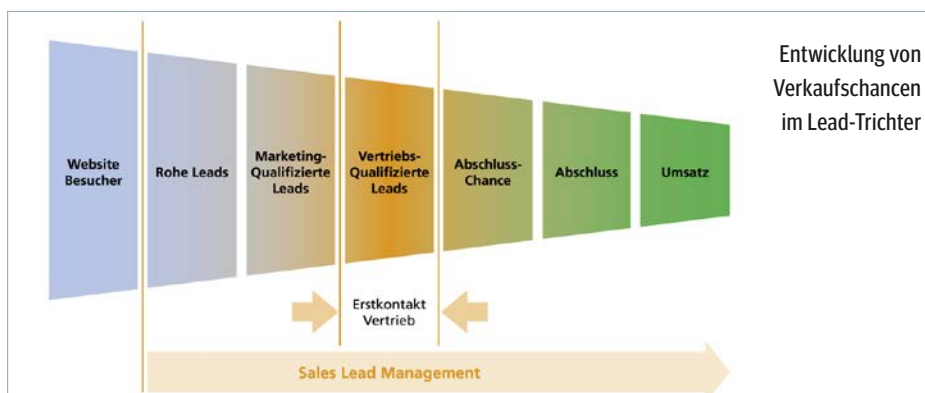 Entwicklung von
Verkaufschancen
im Lead-Trichter
Website
Besucher
Rohe Leads
Marketing-
Qualifizierte
Leads
Vertriebs-
Qualifizierte
Leads
Abschluss-
Chance
Abschluss
Umsatz
Erstkontakt
Vertrieb
Sales Lead Management